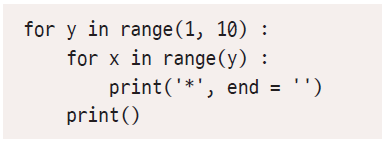 for y in range(1, 10) :
    for x in range(y) :
        print('*', end = '')
    print()